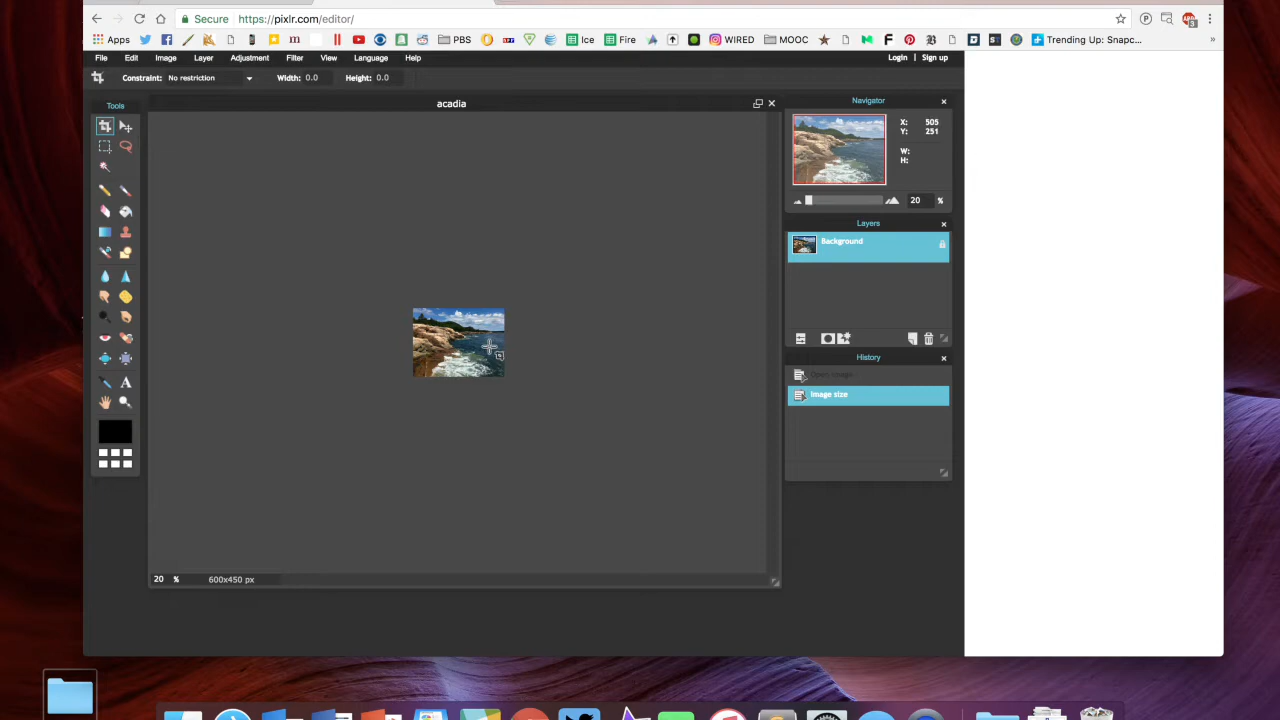 Secure https://pixlr.com/editor/
Apps PBS Ice Fire WIRED MOOC Trending Up: Snapc... »
File Edit Image Layer Adjustment Filter View Language Help Login Sign up
Constraint: No restriction Width: 0.0 Height: 0.0
Tools
acadia
Navigator
X: 505
Y: 251
W:
H:
20 %
Layers
Background
History
Open image
Image size
A
20 % 600x450 px